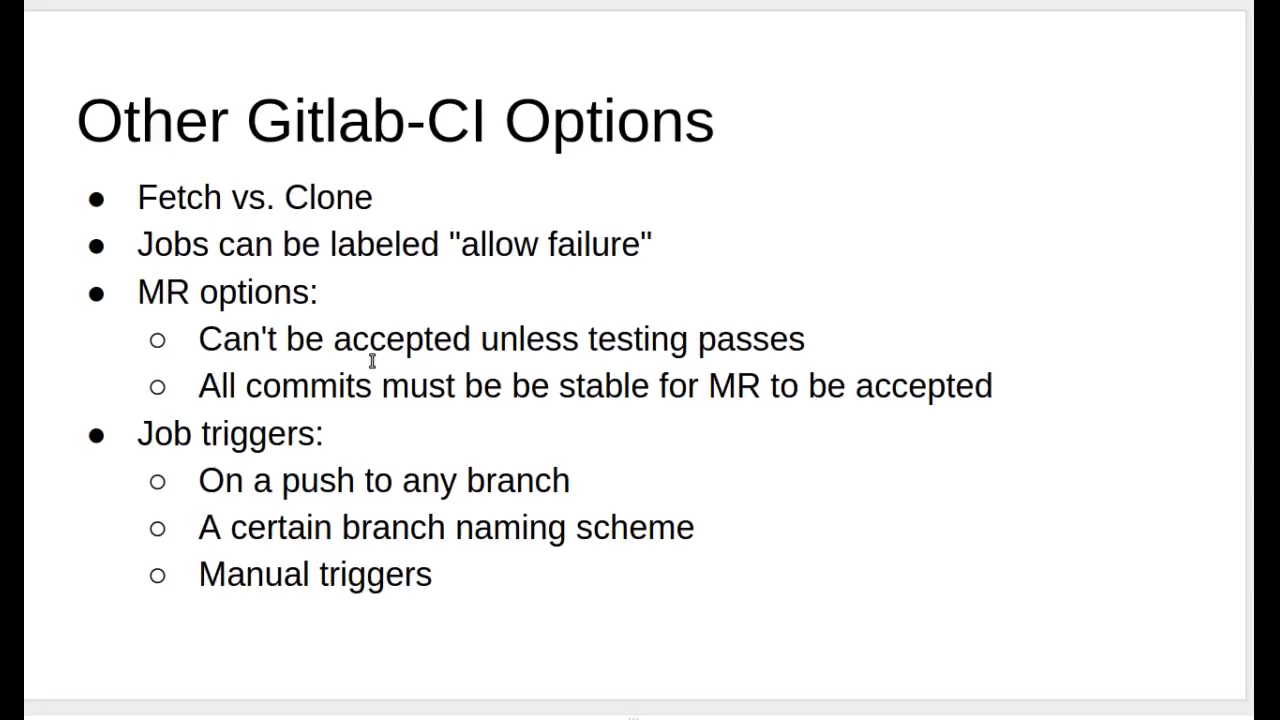 Other Gitlab-CI Options
● Fetch vs. Clone
● Jobs can be labeled "allow failure"
● MR options:
○ Can't be accepted unless testing passes
○ All commits must be be stable for MR to be accepted
● Job triggers:
○ On a push to any branch
○ A certain branch naming scheme
○ Manual triggers